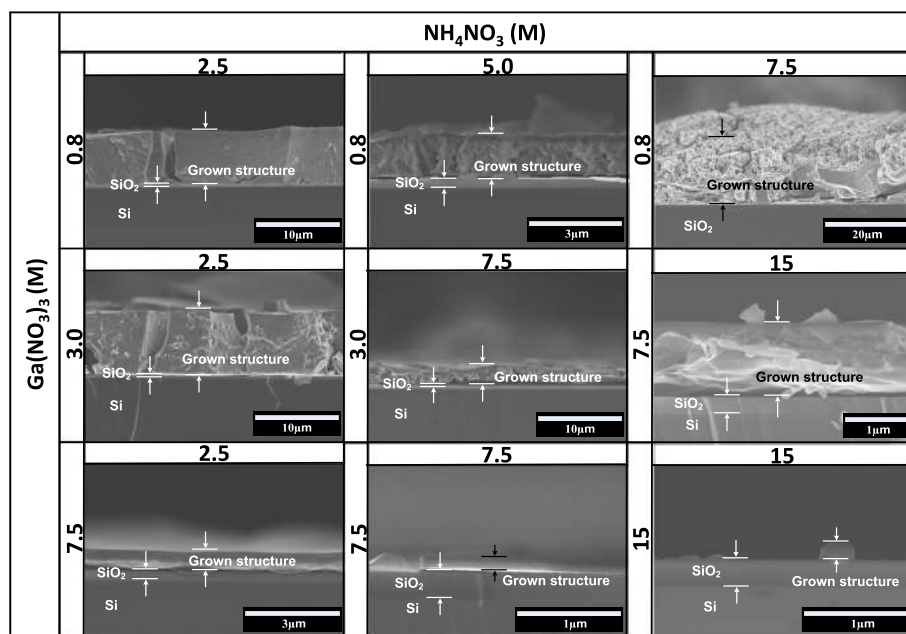 NH₄NO₃ (M)
Ga(NO₃)₃ (M)
2.5
5.0
7.5
0.8
Grown structure
SiO₂
Si
10µm
0.8
Grown structure
SiO₂
Si
3µm
0.8
Grown structure
SiO₂
20µm
2.5
7.5
15
3.0
Grown structure
SiO₂
Si
10µm
3.0
Grown structure
SiO₂
Si
10µm
7.5
Grown structure
SiO₂
Si
1µm
2.5
7.5
15
7.5
Grown structure
SiO₂
Si
3µm
7.5
SiO₂
Grown structure
Si
1µm
15
SiO₂
Grown structure
Si
1µm